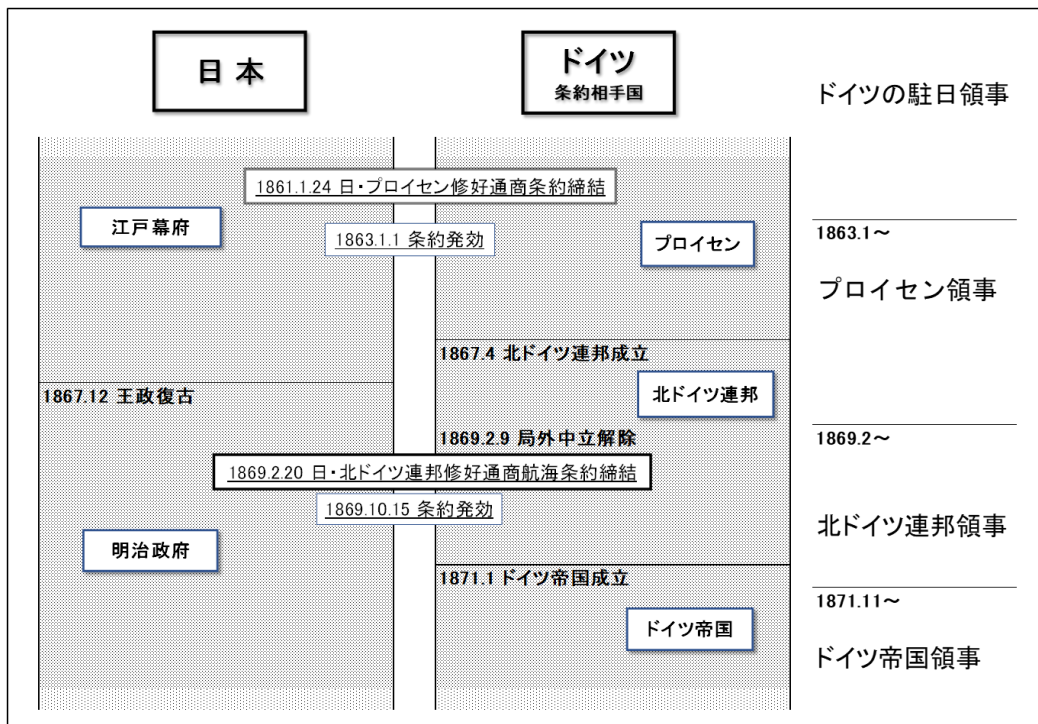 日 本
ドイツ
条約相手国
ドイツの駐日領事
1861.1.24 日・プロイセン修好通商条約締結
江戸幕府
1863.1.1 条約発効
プロイセン
1863.1～
プロイセン領事
1867.4 北ドイツ連邦成立
1867.12 王政復古
北ドイツ連邦
1869.2.9 局外中立解除
1869.2～
1869.2.20 日・北ドイツ連邦修好通商航海条約締結
1869.10.15 条約発効
北ドイツ連邦領事
明治政府
1871.1 ドイツ帝国成立
1871.11～
ドイツ帝国
ドイツ帝国領事